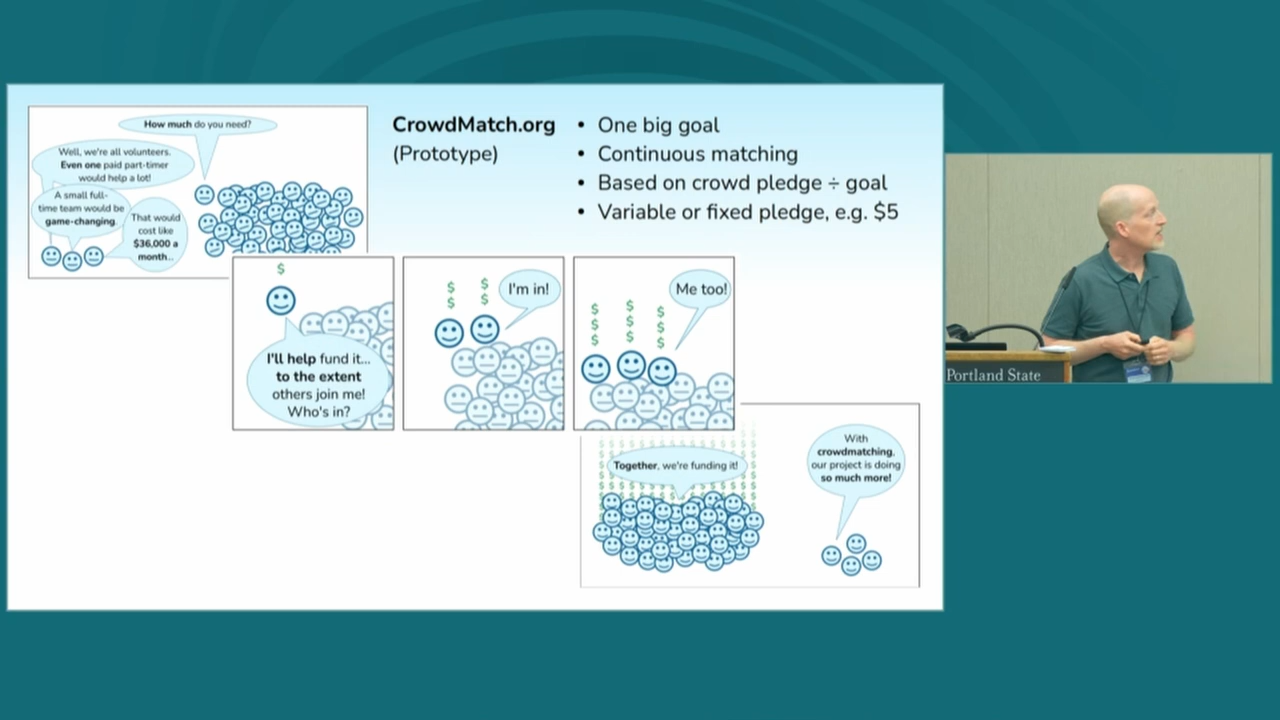 How much do you need?
Well, we're all volunteers.
Even one paid part-timer
would help a lot!
A small full-
time team would be
game-changing.
That would
cost like
$36,000 a
month...
CrowdMatch.org
(Prototype)
• One big goal
• Continuous matching
• Based on crowd pledge ÷ goal
• Variable or fixed pledge, e.g. $5
$
I'll help fund it...
to the extent
others join me!
Who's in?
$ $
$ $
I'm in!
$ $ $
$ $ $
$ $ $
Me too!
Together, we're funding it!
With
crowdmatching,
our project is doing
so much more!
Portland State